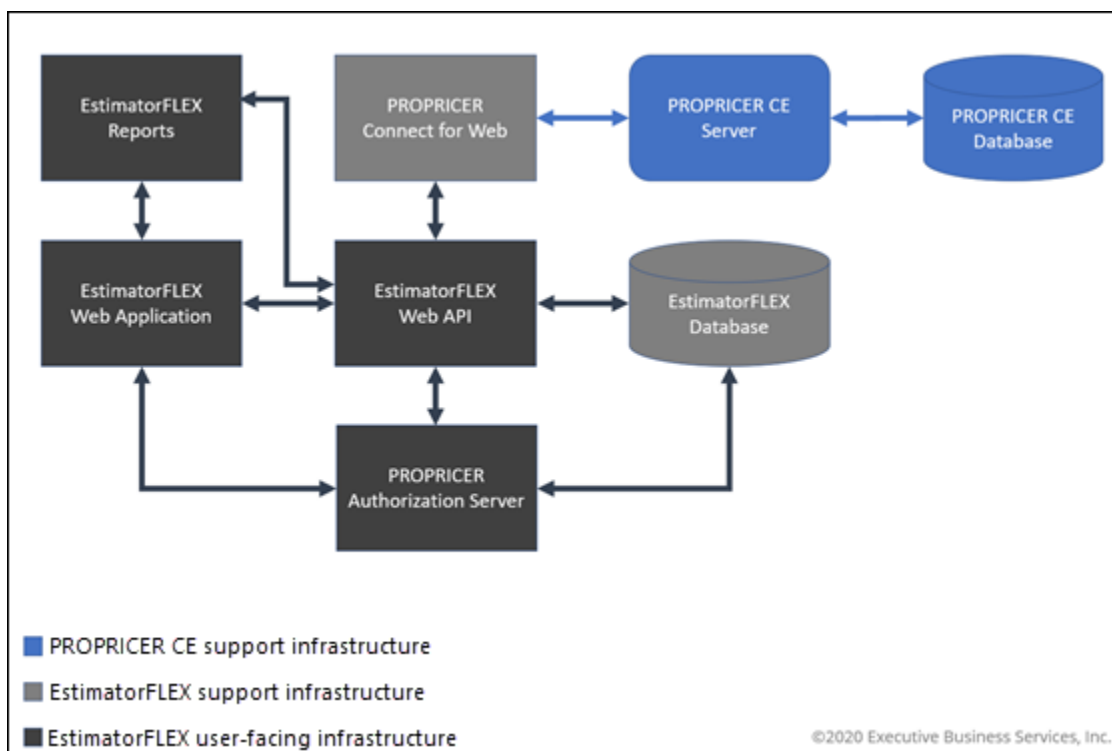 EstimatorFLEX
Reports
PROPRICER
Connect for Web
PROPRICER CE
Server
PROPRICER CE
Database
EstimatorFLEX
Web Application
EstimatorFLEX
Web API
EstimatorFLEX
Database
PROPRICER
Authorization Server
PROPRICER CE support infrastructure
EstimatorFLEX support infrastructure
EstimatorFLEX user-facing infrastructure
©2020 Executive Business Services, Inc.